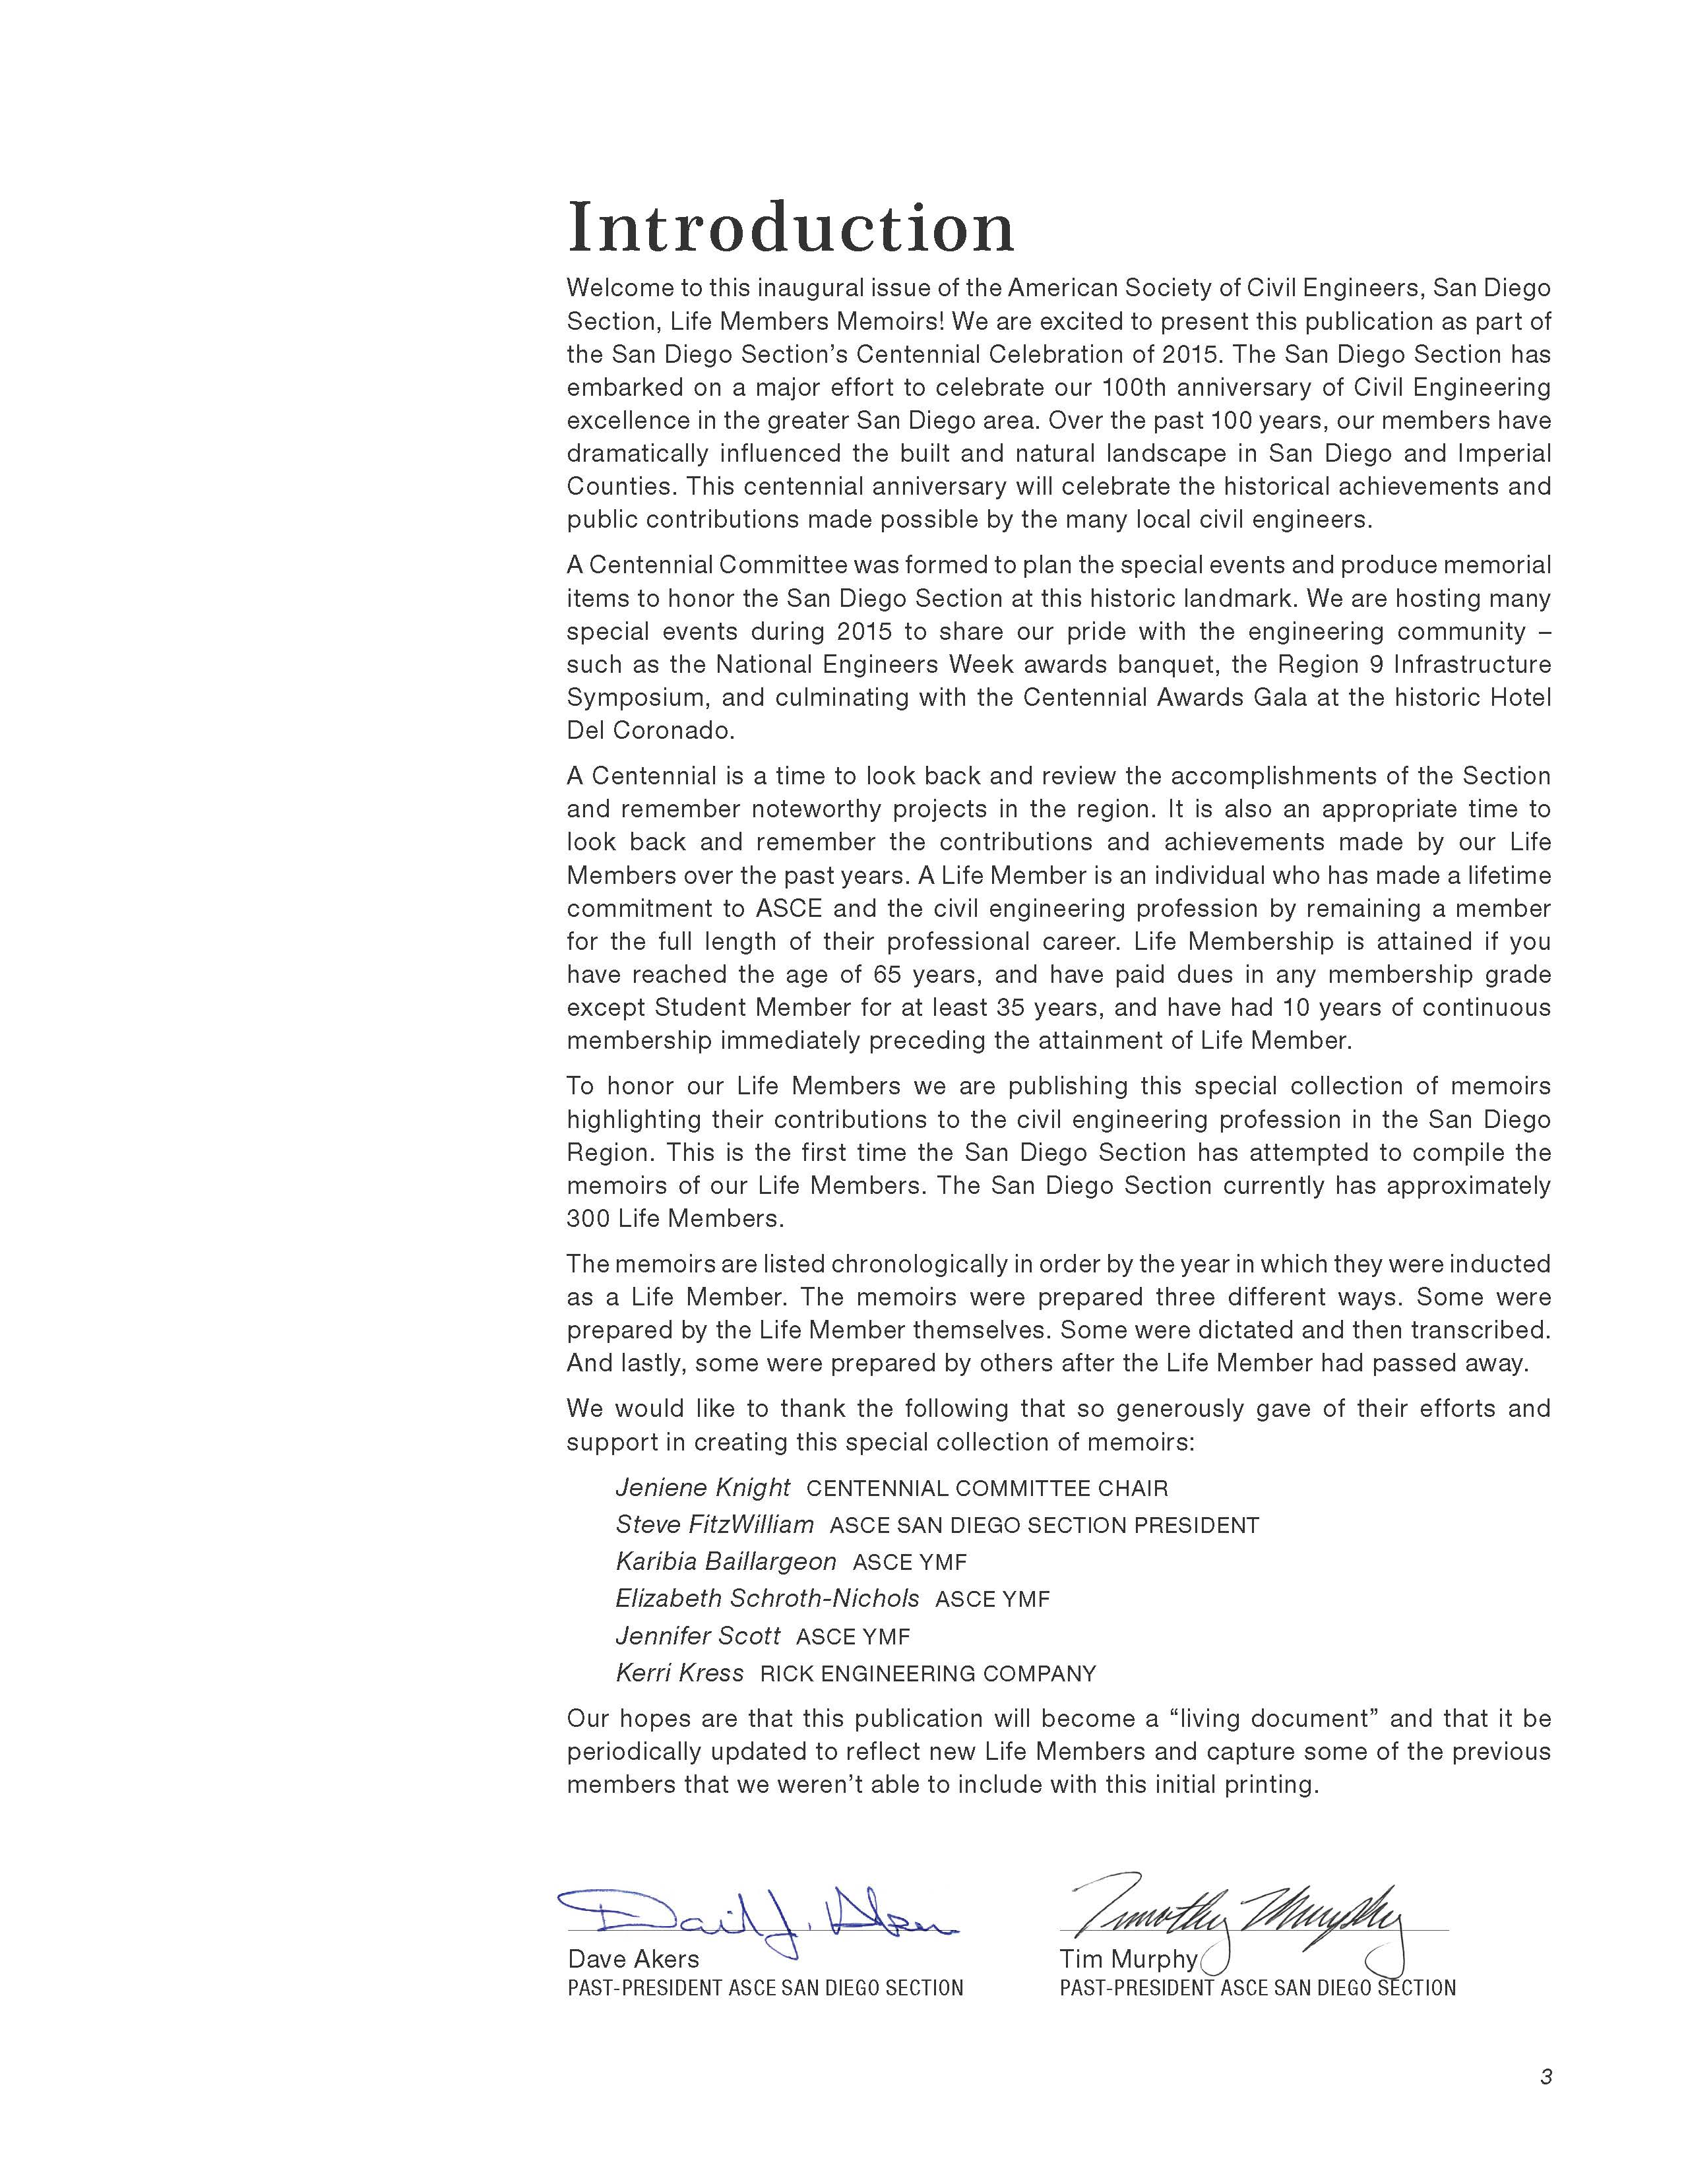 Introduction
Welcome to this inaugural issue of the American Society of Civil Engineers, San Diego
Section, Life Members Memoirs! We are excited to present this publication as part of
the San Diego Section’s Centennial Celebration of 2015. The San Diego Section has
embarked on a major effort to celebrate our 100th anniversary of Civil Engineering
excellence in the greater San Diego area. Over the past 100 years, our members have
dramatically influenced the built and natural landscape in San Diego and Imperial
Counties. This centennial anniversary will celebrate the historical achievements and
public contributions made possible by the many local civil engineers.
A Centennial Committee was formed to plan the special events and produce memorial
items to honor the San Diego Section at this historic landmark. We are hosting many
special events during 2015 to share our pride with the engineering community –
such as the National Engineers Week awards banquet, the Region 9 Infrastructure
Symposium, and culminating with the Centennial Awards Gala at the historic Hotel
Del Coronado.
A Centennial is a time to look back and review the accomplishments of the Section
and remember noteworthy projects in the region. It is also an appropriate time to
look back and remember the contributions and achievements made by our Life
Members over the past years. A Life Member is an individual who has made a lifetime
commitment to ASCE and the civil engineering profession by remaining a member
for the full length of their professional career. Life Membership is attained if you
have reached the age of 65 years, and have paid dues in any membership grade
except Student Member for at least 35 years, and have had 10 years of continuous
membership immediately preceding the attainment of Life Member.
To honor our Life Members we are publishing this special collection of memoirs
highlighting their contributions to the civil engineering profession in the San Diego
Region. This is the first time the San Diego Section has attempted to compile the
memoirs of our Life Members. The San Diego Section currently has approximately
300 Life Members.
The memoirs are listed chronologically in order by the year in which they were inducted
as a Life Member. The memoirs were prepared three different ways. Some were
prepared by the Life Member themselves. Some were dictated and then transcribed.
And lastly, some were prepared by others after the Life Member had passed away.
We would like to thank the following that so generously gave of their efforts and
support in creating this special collection of memoirs:
Jeniene Knight CENTENNIAL COMMITTEE CHAIR
Steve FitzWilliam ASCE SAN DIEGO SECTION PRESIDENT
Karibia Baillargeon ASCE YMF
Elizabeth Schroth-Nichols ASCE YMF
Jennifer Scott ASCE YMF
Kerri Kress RICK ENGINEERING COMPANY
Our hopes are that this publication will become a “living document” and that it be
periodically updated to reflect new Life Members and capture some of the previous
members that we weren’t able to include with this initial printing.
David J. Akers
Timothy Murphy
Dave Akers
PAST-PRESIDENT ASCE SAN DIEGO SECTION
Tim Murphy
PAST-PRESIDENT ASCE SAN DIEGO SECTION
3